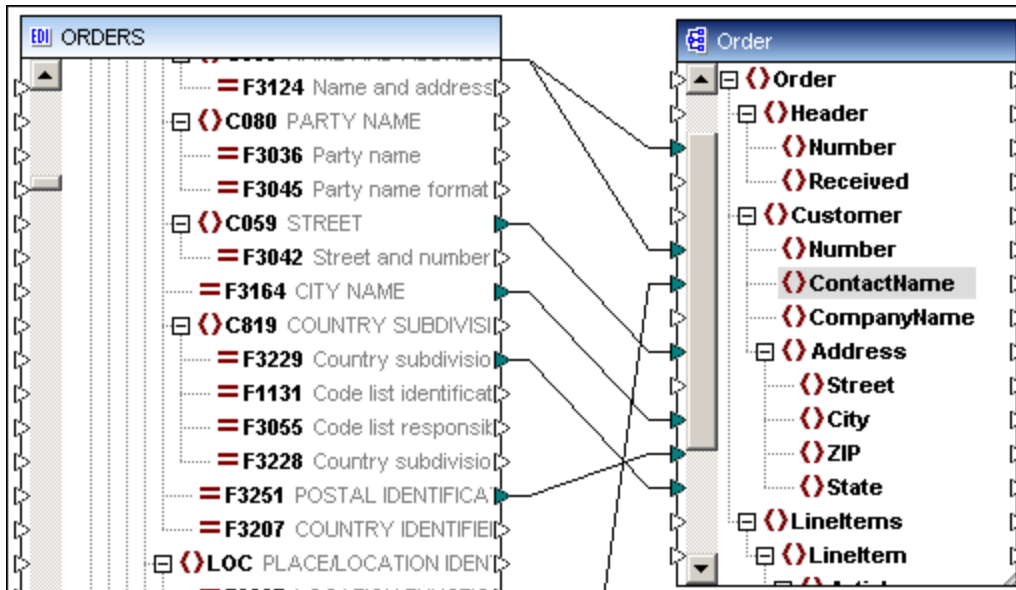 EDI ORDERS
F3124 Name and address
C080 PARTY NAME
F3036 Party name
F3045 Party name format
C059 STREET
F3042 Street and number
F3164 CITY NAME
C819 COUNTRY SUBDIVISI
F3229 Country subdivisio
F1131 Code list identificat
F3055 Code list responsib
F3228 Country subdivisio
F3251 POSTAL IDENTIFICA
F3207 COUNTRY IDENTIFIE
LOC PLACE/LOCATION IDEN
Order
Order
Header
Number
Received
Customer
Number
ContactName
CompanyName
Address
Street
City
ZIP
State
LineItems
LineItem